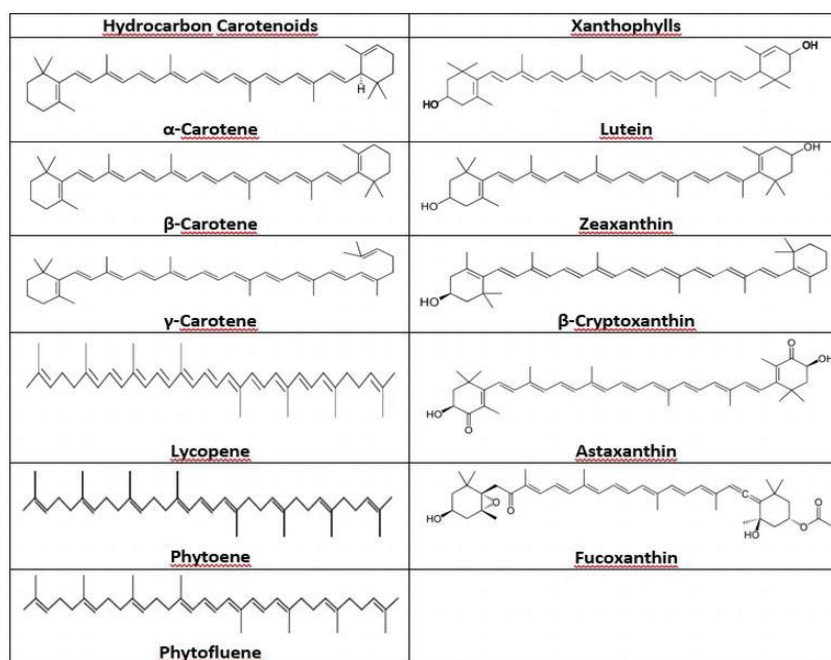 Hydrocarbon Carotenoids
Xanthophylls
H
α-Carotene
OH
HO
Lutein
β-Carotene
OH
HO
Zeaxanthin
γ-Carotene
HO
β-Cryptoxanthin
Lycopene
O
OH
HO
O
Astaxanthin
Phytoene
HO
O
O
C
HO
O
O
Fucoxanthin
Phytofluene